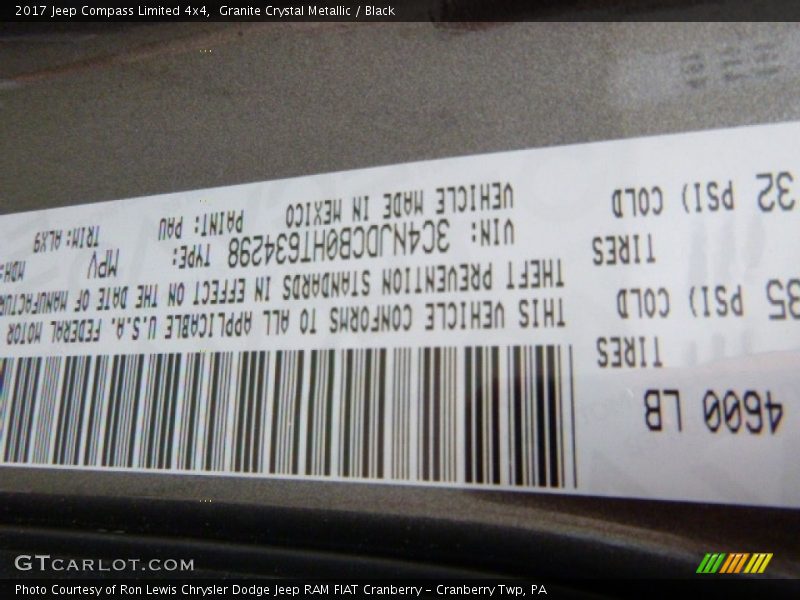 2017 Jeep Compass Limited 4x4, Granite Crystal Metallic / Black
4600 LB
TIRES
35 PSI) COLD
TIRES
32 PSI) COLD
THIS VEHICLE CONFORMS TO ALL APPLICABLE U.S.A. FEDERAL MOTOR
THEFT PREVENTION STANDARDS IN EFFECT ON THE DATE OF MANUFACTUR
VIN: 3C4NJDCB0HT634298 TYPE: MPV MDH:
VEHICLE MADE IN MEXICO PAINT: PAU TRIM: ALX9
GTCARLOT.COM
Photo Courtesy of Ron Lewis Chrysler Dodge Jeep RAM FIAT Cranberry - Cranberry Twp, PA